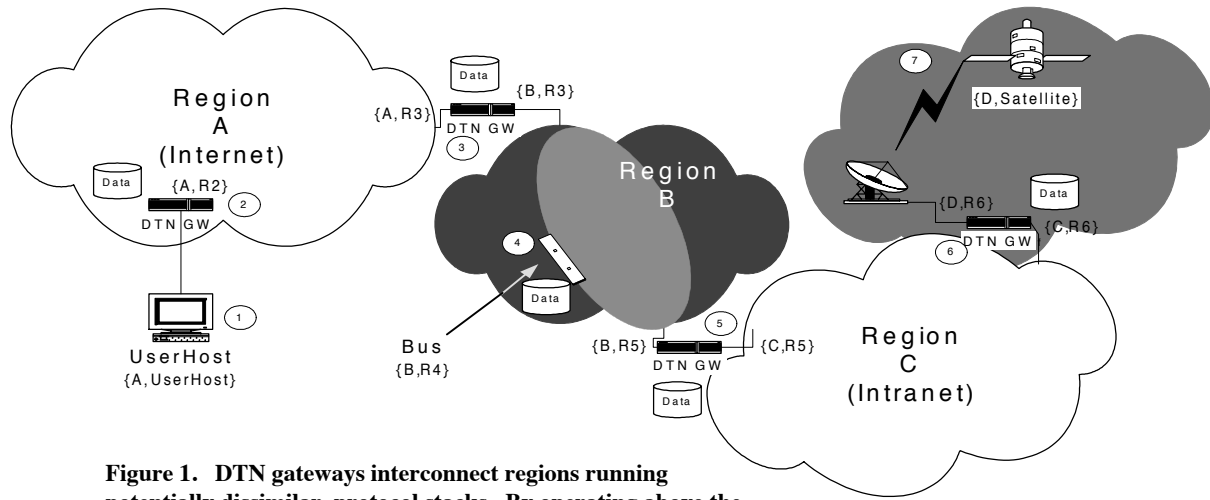 Region
A
(Internet)
Data
{A,R2}
2
DTN GW
1
UserHost
{A,UserHost}
Data
{A,R3}
{B,R3}
DTN GW
3
Region
B
4
Data
Bus
{B,R4}
5
{B,R5}
{C,R5}
DTN GW
Data
7
{D,Satellite}
Data
{D,R6}
{C,R6}
DTN GW
6
Region
C
(Intranet)
Figure 1. DTN gateways interconnect regions running
potentially dissimilar protocol stacks. By operating above the